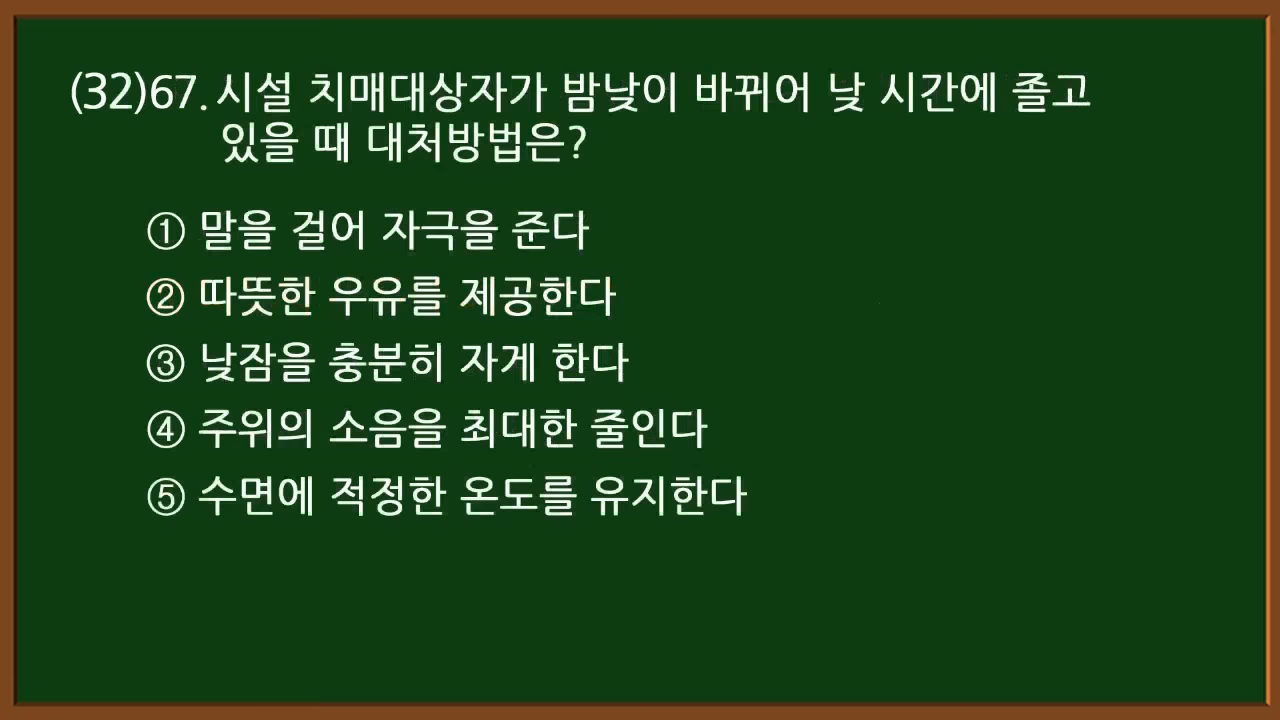 (32)67. 시설 치매대상자가 밤낮이 바뀌어 낮 시간에 졸고
있을 때 대처방법은?
① 말을 걸어 자극을 준다
② 따뜻한 우유를 제공한다
③ 낮잠을 충분히 자게 한다
④ 주위의 소음을 최대한 줄인다
⑤ 수면에 적정한 온도를 유지한다